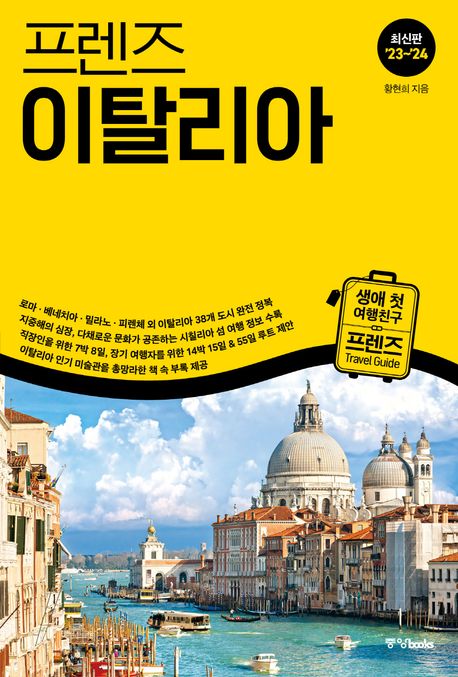 프렌즈
이탈리아
최신판
’23~’24
황현희 지음
생애 첫
여행친구
프렌즈
Travel Guide
로마 · 베네치아 · 밀라노 · 피렌체 외 이탈리아 38개 도시 완전 정복
지중해의 심장, 다채로운 문화가 공존하는 시칠리아 섬 여행 정보 수록
직장인을 위한 7박 8일, 장기 여행자를 위한 14박 15일 & 55일 루트 제안
이탈리아 인기 미술관을 총망라한 책 속 부록 제공
중앙books